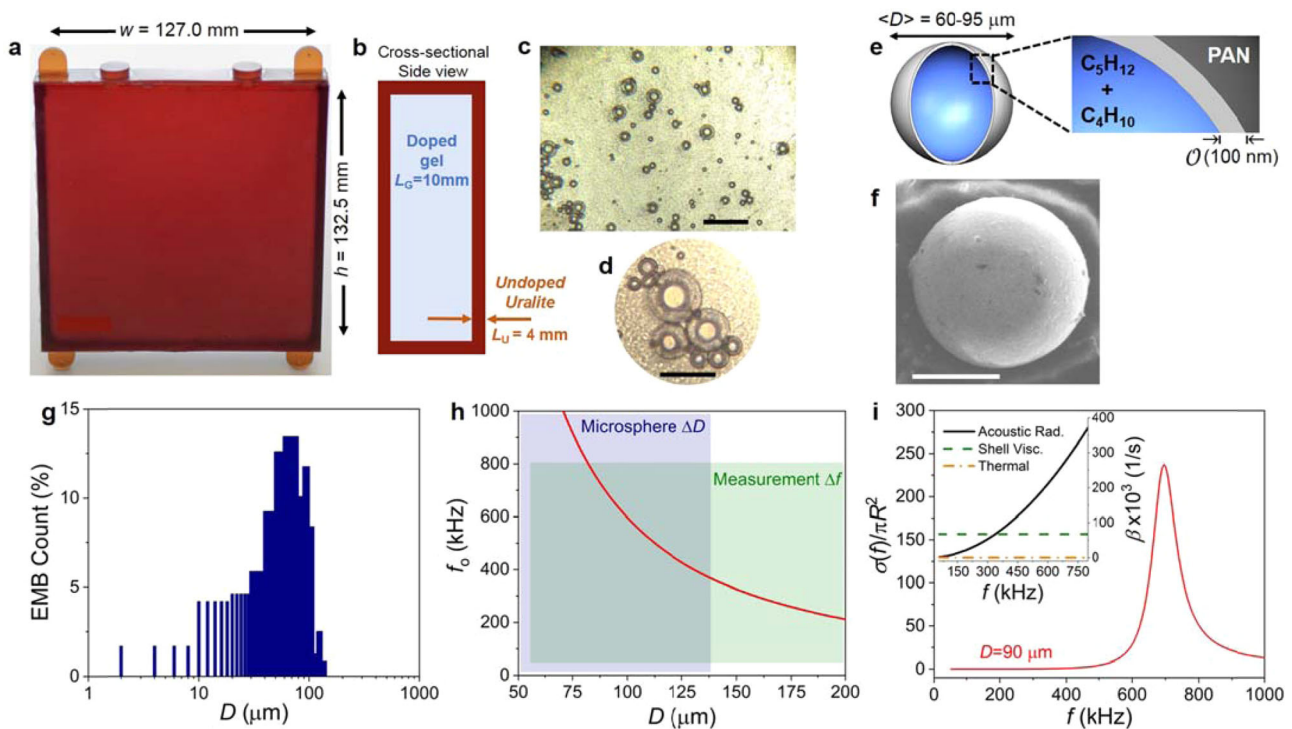 a
w = 127.0 mm
h = 132.5 mm
b
Cross-sectional
Side view
Doped
gel
L_G=10mm
Undoped
Uralite
L_U = 4 mm
c
d
<D> = 60-95 μm
e
C5H12
+
C4H10
PAN
O(100 nm)
f
g
EMB Count (%)
15
10
5
0
1
10
100
1000
D (μm)
h
f_o (kHz)
1000
800
600
400
200
0
Microsphere ΔD
Measurement Δf
50
75
100
125
150
175
200
D (μm)
i
σ(f)/πR²
300
250
200
150
100
50
0
Acoustic Rad.
Shell Visc.
Thermal
400
300
200
100
0
β x10³ (1/s)
150
300
450
600
750
f (kHz)
D=90 μm
0
200
400
600
800
1000
f (kHz)